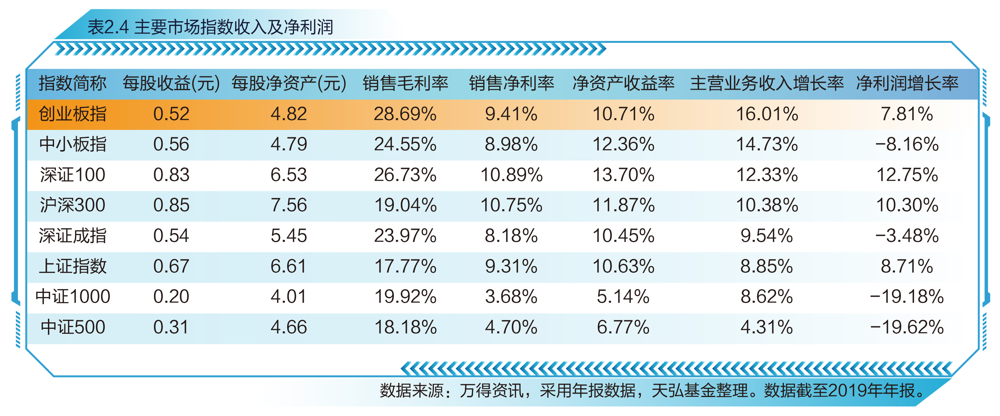 表2.4 主要市场指数收入及净利润
指数简称 每股收益(元) 每股净资产(元) 销售毛利率 销售净利率 净资产收益率 主营业务收入增长率 净利润增长率
创业板指 0.52 4.82 28.69% 9.41% 10.71% 16.01% 7.81%
中小板指 0.56 4.79 24.55% 8.98% 12.36% 14.73% -8.16%
深证100 0.83 6.53 26.73% 10.89% 13.70% 12.33% 12.75%
沪深300 0.85 7.56 19.04% 10.75% 11.87% 10.38% 10.30%
深证成指 0.54 5.45 23.97% 8.18% 10.45% 9.54% -3.48%
上证指数 0.67 6.61 17.77% 9.31% 10.63% 8.85% 8.71%
中证1000 0.20 4.01 19.92% 3.68% 5.14% 8.62% -19.18%
中证500 0.31 4.66 18.18% 4.70% 6.77% 4.31% -19.62%
数据来源：万得资讯，采用年报数据，天弘基金整理。数据截至2019年年报。